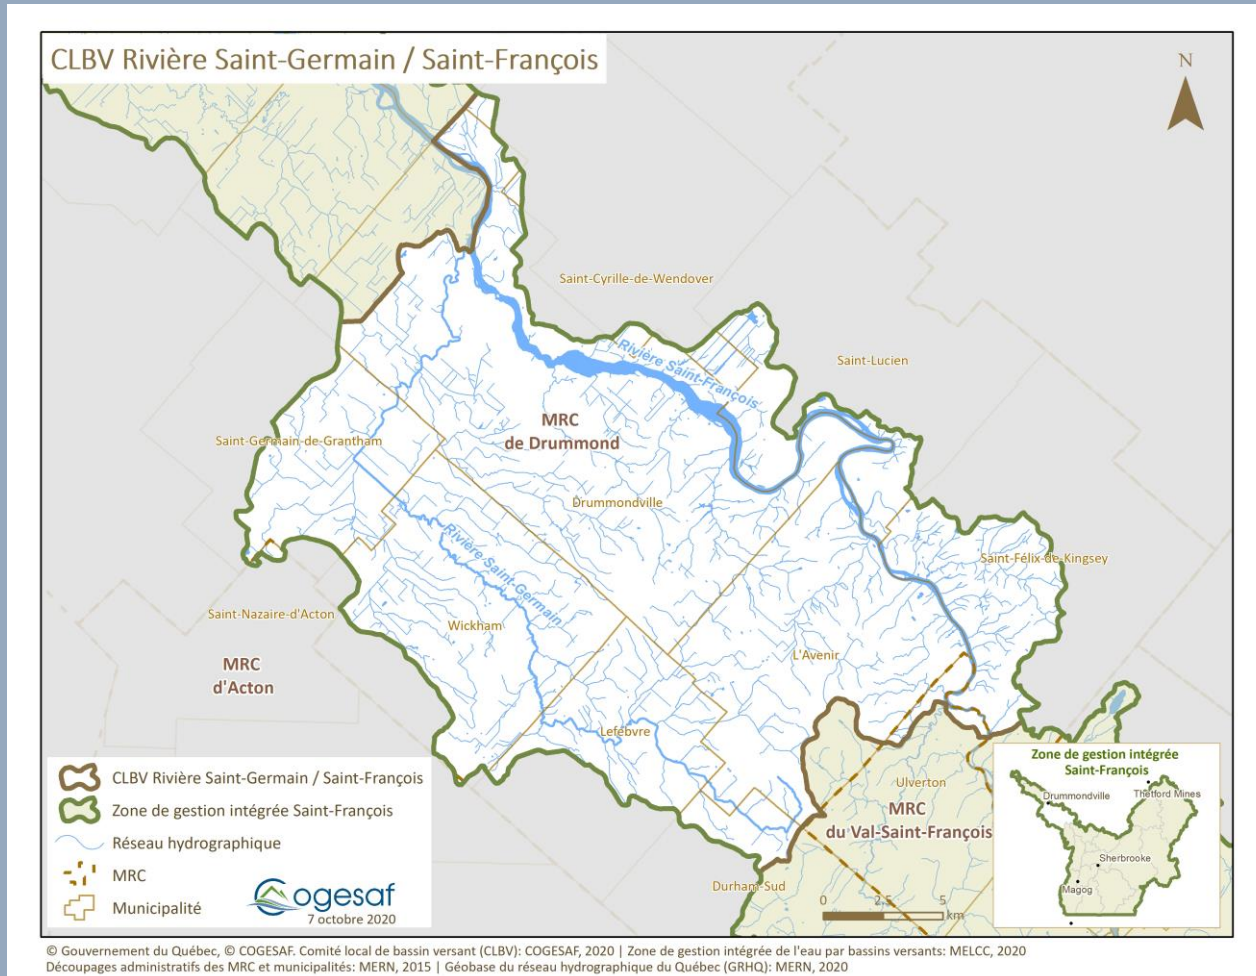 CLBV Rivière Saint-Germain / Saint-François
N
Saint-Cyrille-de-Wendover
Rivière Saint-François
Saint-Lucien
MRC
de Drummond
Saint-Germain-de-Grantham
Drummondville
Rivière Saint-Germain
Saint-Félix-de-Kingsey
Saint-Nazaire-d'Acton
Wickham
L'Avenir
MRC
d'Acton
Lefebvre
Ulverton
MRC
du Val-Saint-François
Durham-Sud
CLBV Rivière Saint-Germain / Saint-François
Zone de gestion intégrée Saint-François
Réseau hydrographique
MRC
Municipalité
Cogesaf
7 octobre 2020
Zone de gestion intégrée
Saint-François
Drummondville
Thetford Mines
Sherbrooke
Magog
0 2,5 5
km
© Gouvernement du Québec, © COGESAF. Comité local de bassin versant (CLBV): COGESAF, 2020 | Zone de gestion intégrée de l'eau par bassins versants: MELCC, 2020
Découpages administratifs des MRC et municipalités: MERN, 2015 | Géobase du réseau hydrographique du Québec (GRHQ): MERN, 2020